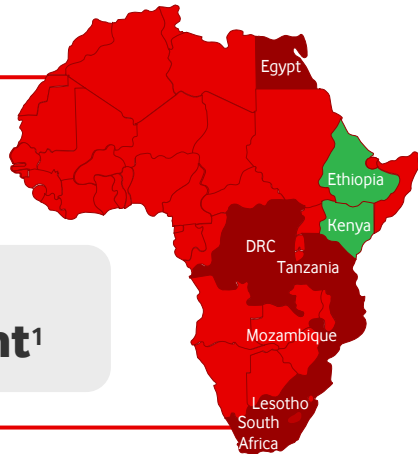 Egypt
Ethiopia
Kenya
DRC
Tanzania
nt¹
Mozambique
Lesotho
South
Africa